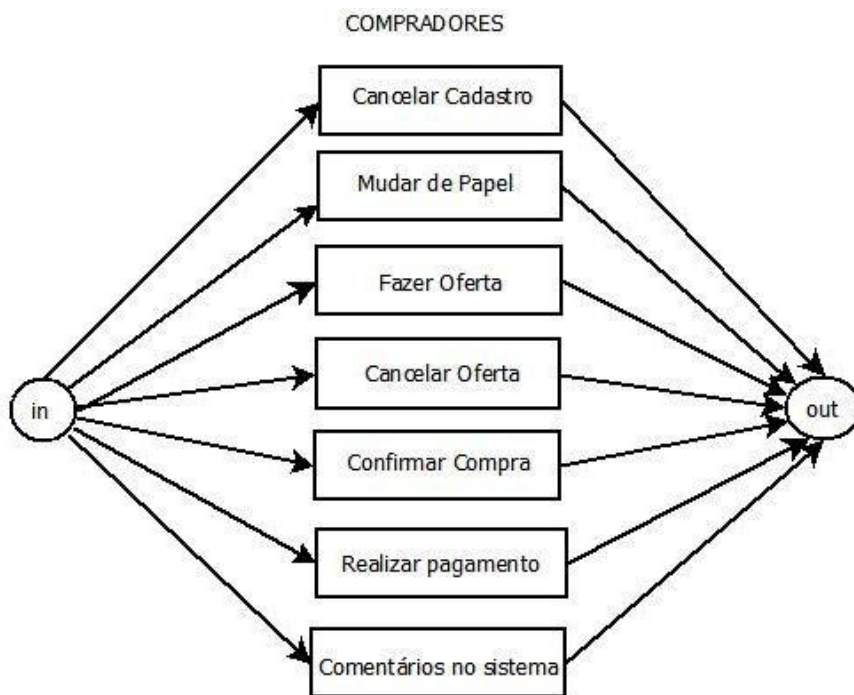 COMPRADORES
Cancelar Cadastro
Mudar de Papel
Fazer Oferta
Cancelar Oferta
in
out
Confirmar Compra
Realizar pagamento
Comentários no sistema